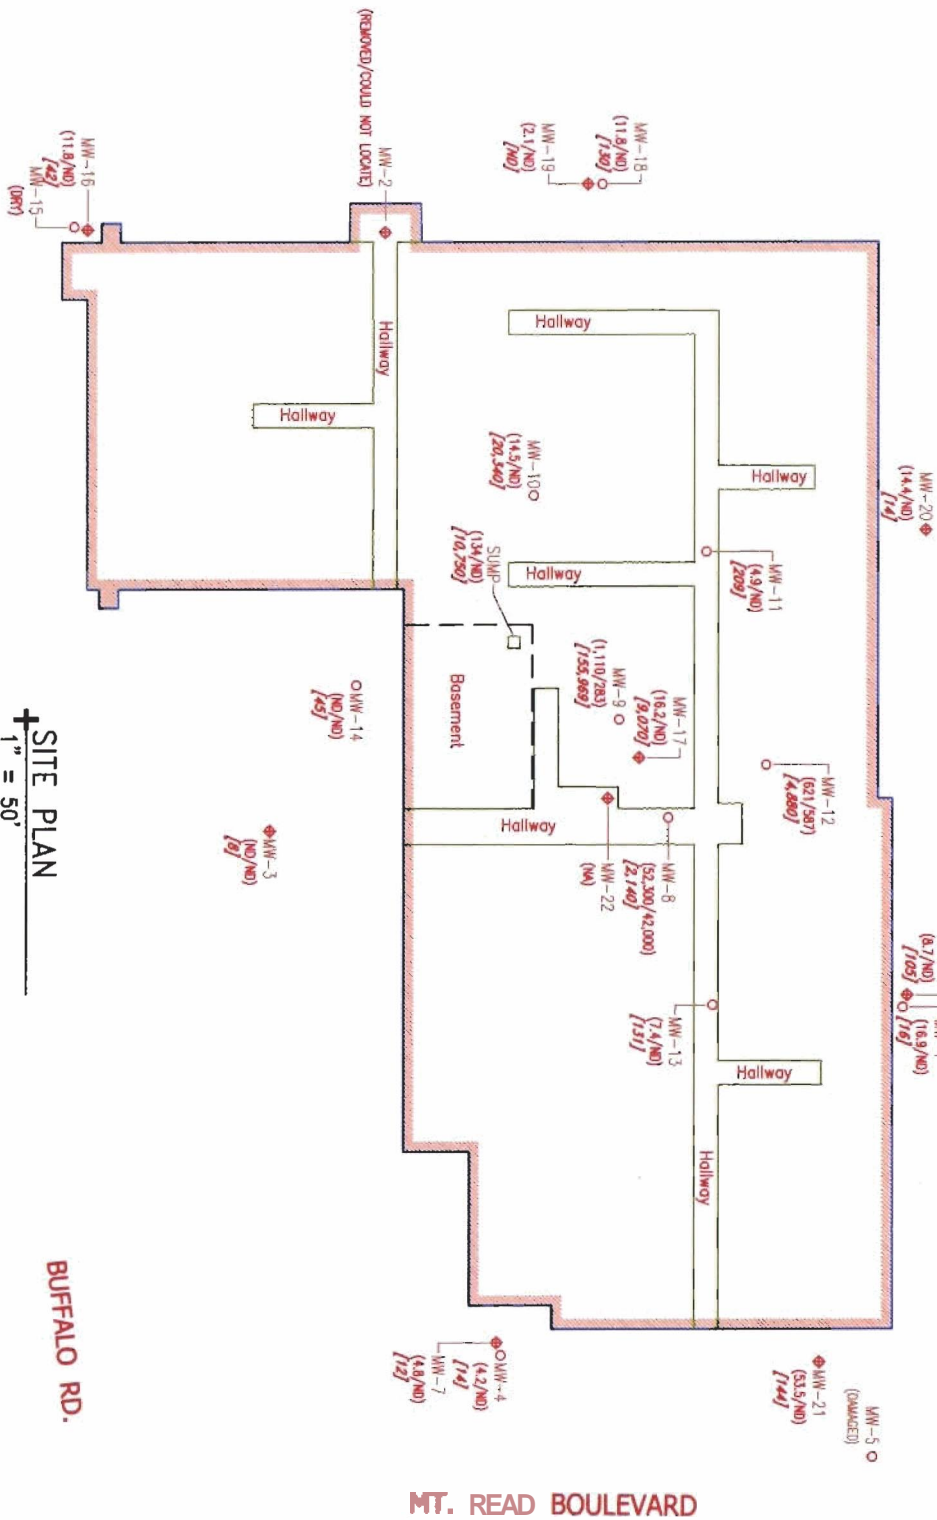 (REMOVED/COULD NOT LOCATE)
MW-2
MW-18
(11.8/ND)
[130]
MW-19
(2.1/ND)
[ND]
MW-16
(11.8/ND)
[42]
MW-15
(DRY)
Hallway
Hallway
Hallway
Hallway
Hallway
MW-20
(14.4/ND)
[14]
MW-10
(14.5/ND)
[20,340]
SUMP
(134/ND)
[10,750]
MW-11
(4.9/ND)
[209]
MW-9
(1,110/283)
[155,969]
MW-17
(16.2/ND)
[9,070]
Basement
MW-14
(ND/ND)
[45]
MW-12
(621/587)
[4,880]
MW-3
(ND/ND)
[8]
Hallway
MW-22
(NA)
MW-8
(52,300/42,000)
[2,140]
(8.7/ND)
[105]
(16.9/ND)
[16]
MW-13
(7.4/ND)
[131]
Hallway
Hallway
MW-4
(4.2/ND)
[14]
MW-7
(4.8/ND)
[12]
MW-21
(53.5/ND)
[144]
MW-5
(DAMAGED)
SITE PLAN
1" = 50'
BUFFALO RD.
MT. READ BOULEVARD